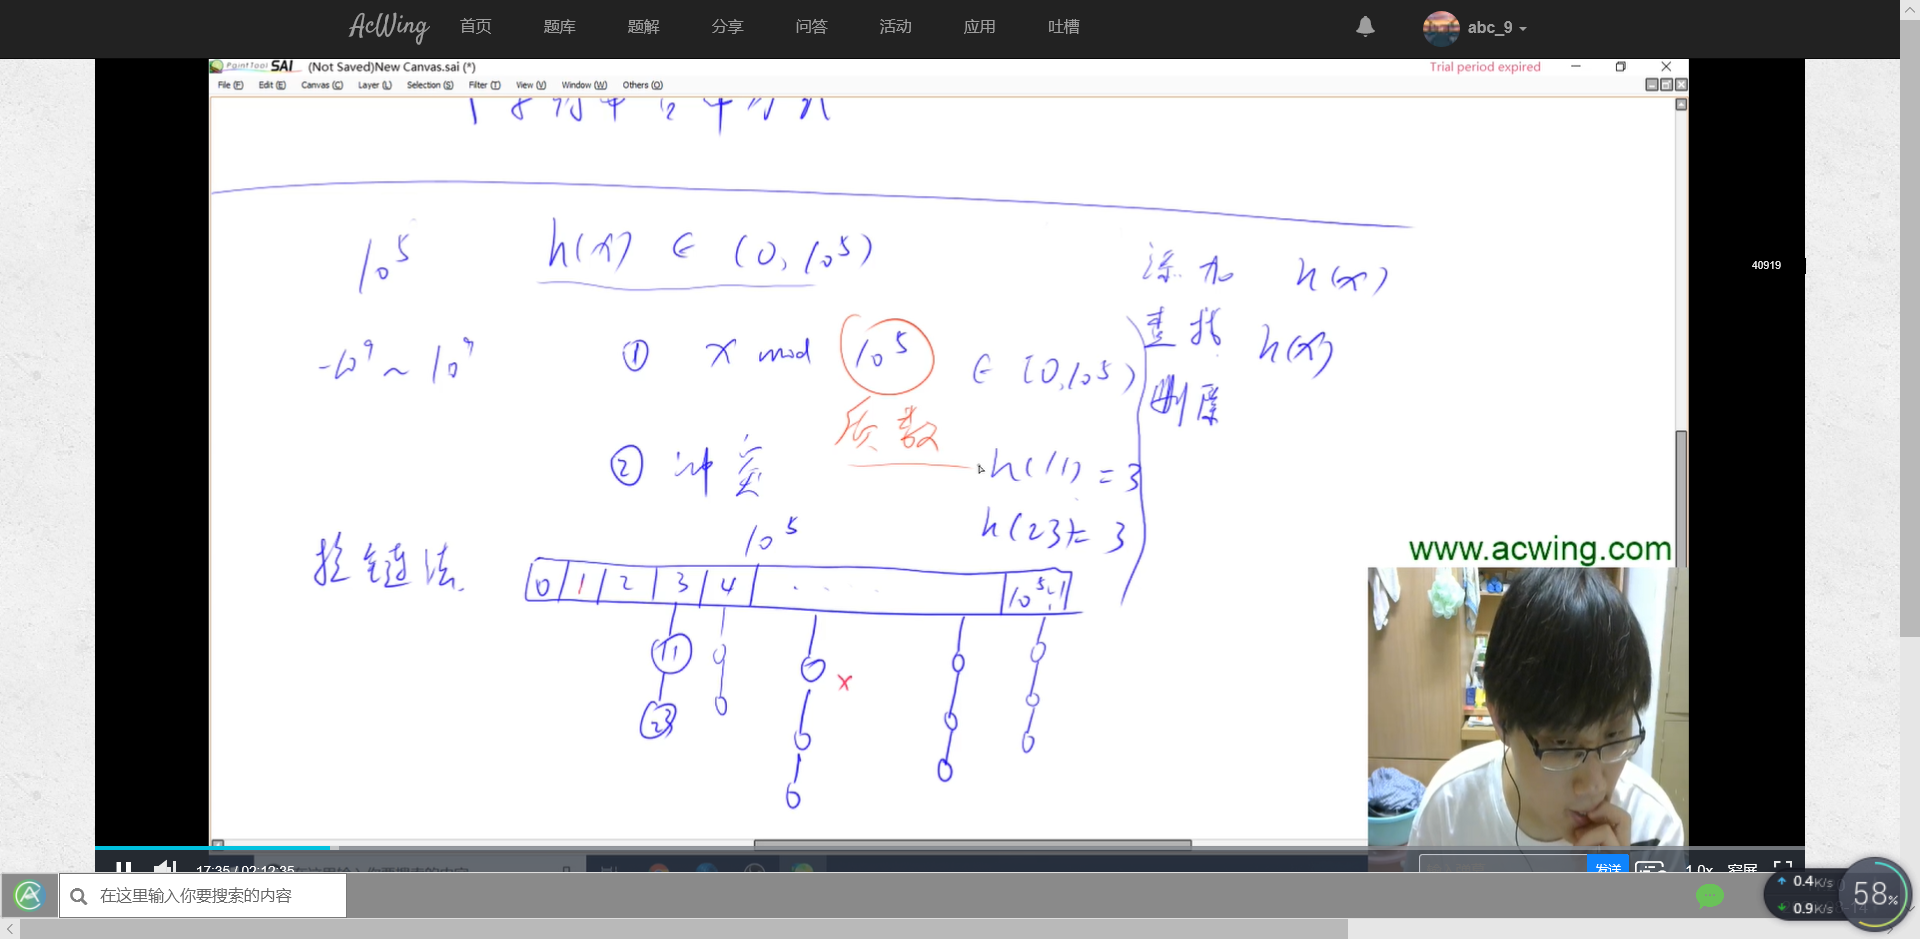 AcWing 首页 题库 题解 分享 问答 活动 应用 吐槽 abc_9
PaintTool SAI (Not Saved)New Canvas.sai (*) Trial period expired
File (F) Edit (E) Canvas (C) Layer (L) Selection (S) Filter (T) View (V) Window (W) Others (O)
10^5 h(x) ∈ (0, 10^5)
添加 h(x)
40919
-10^9 ~ 10^9 ① x mod 10^5 ∈ [0, 10^5)
查找 h(x)
删除
质数
② 冲突 h(11) = 3
h(23) = 3
10^5
www.acwing.com
拉链法
0 1 2 3 4 ... 10^5-1
11
23
x
17:35 / 02:12:35 发送 1.0x 宽屏
在这里输入你要搜索的内容
0.4K/s
0.9K/s
58%